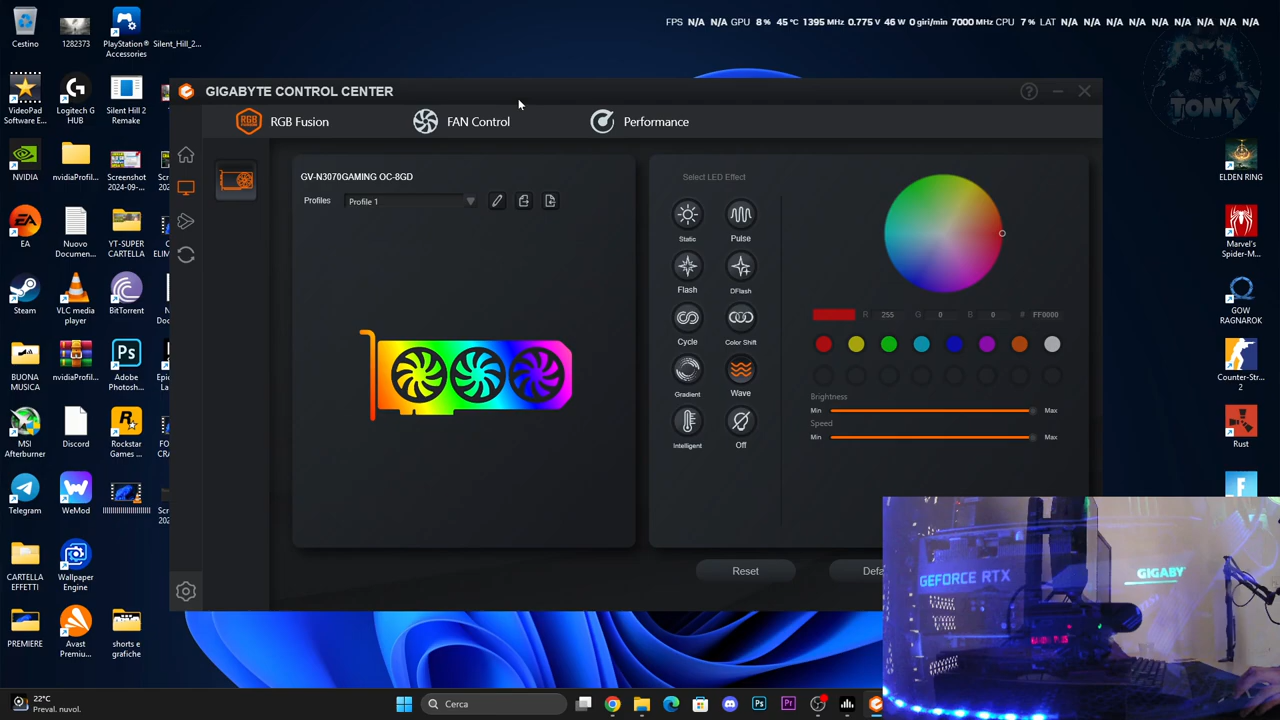 FPS N/A N/A GPU 8 % 45 °C 1395 MHz 0.775 V 46 W 0 giri/min 7000 MHz CPU 7 % LAT N/A N/A N/A N/A N/A N/A N/A
TONY
Cestino
1282373
PlayStation® Accessories
Silent_Hill_2...
VideoPad Software E...
Logitech G HUB
Silent Hill 2 Remake
NVIDIA
nvidiaProfil...
Screenshot 2024-09-...
EA
Nuovo Documen...
YT-SUPER CARTELLA
Steam
VLC media player
BitTorrent
BUONA MUSICA
nvidiaProfil...
Adobe Photosh...
MSI Afterburner
Discord
Rockstar Games ...
Telegram
WeMod
CARTELLA EFFETTI
Wallpaper Engine
PREMIERE
Avast Premiu...
shorts e grafiche
GIGABYTE CONTROL CENTER
RGB Fusion
FAN Control
Performance
GV-N3070GAMING OC-8GD
Profiles
Profile 1
Select LED Effect
Static
Pulse
Flash
DFlash
Cycle
Color Shift
Gradient
Wave
Intelligent
Off
R 255 G 0 B 0 # FF0000
Brightness
Min Max
Speed
Min Max
Reset
Defa
ELDEN RING
Marvel's Spider-M...
GOW RAGNAROK
Counter-Str... 2
Rust
GEFORCE RTX
GIGABY
22°C
Preval. nuvol.
Cerca